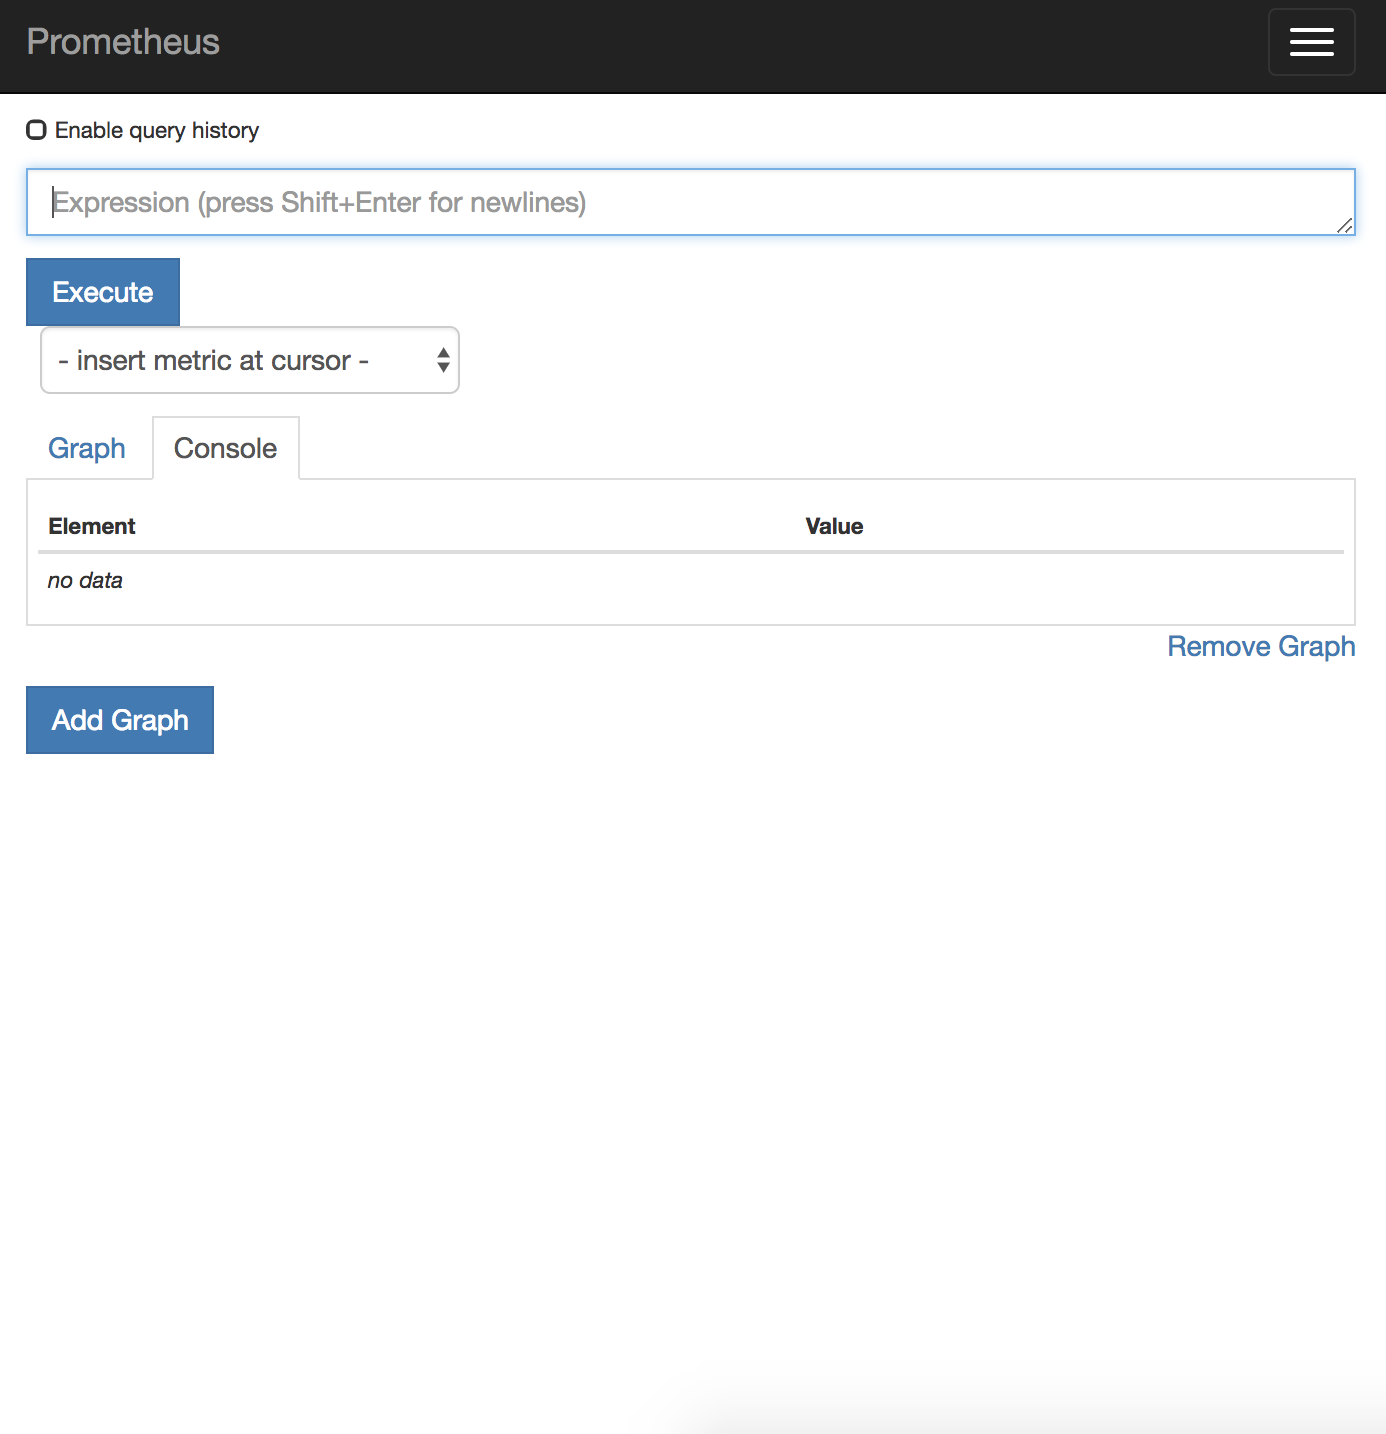 Prometheus
Enable query history
Expression (press Shift+Enter for newlines)
Execute
- insert metric at cursor -
Graph Console
Element Value
no data
Remove Graph
Add Graph